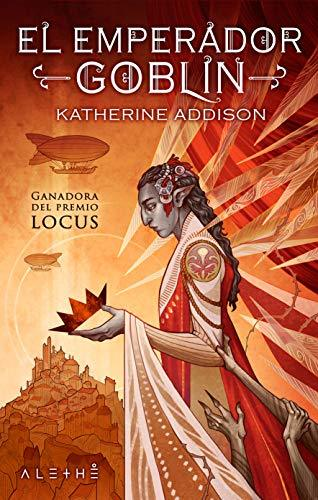 EL EMPERADOR
GOBLIN
KATHERINE ADDISON
GANADORA
DEL PREMIO
LOCUS
ALETHÉ